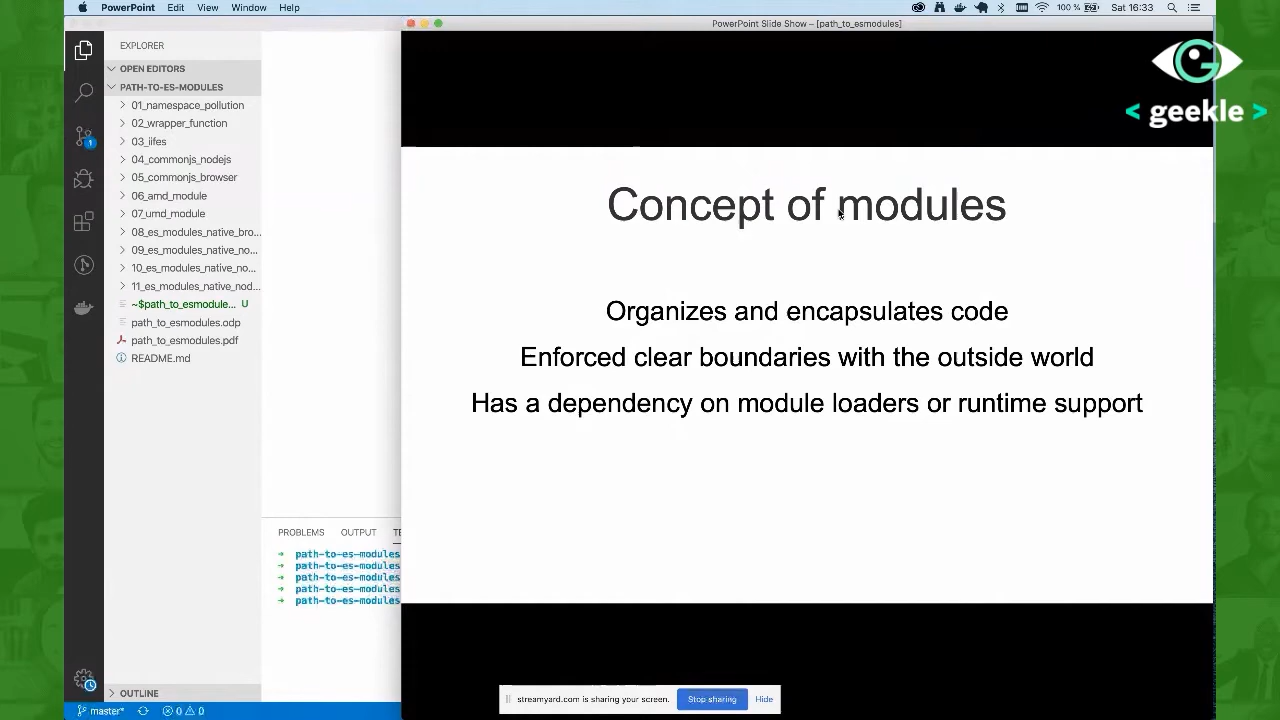 PowerPoint Edit View Window Help
100 % Sat 16:33
PowerPoint Slide Show – [path_to_esmodules]
< geekle >
EXPLORER
OPEN EDITORS
PATH-TO-ES-MODULES
01_namespace_pollution
02_wrapper_function
03_iifes
04_commonjs_nodejs
05_commonjs_browser
06_amd_module
07_umd_module
08_es_modules_native_bro...
09_es_modules_native_no...
10_es_modules_native_no...
11_es_modules_native_nod...
~$path_to_esmodule... U
path_to_esmodules.odp
path_to_esmodules.pdf
README.md
Concept of modules
Organizes and encapsulates code
Enforced clear boundaries with the outside world
Has a dependency on module loaders or runtime support
PROBLEMS OUTPUT TE
path-to-es-modules
path-to-es-modules
path-to-es-modules
path-to-es-modules
path-to-es-modules
OUTLINE
master* 0 0
streamyard.com is sharing your screen. Stop sharing Hide